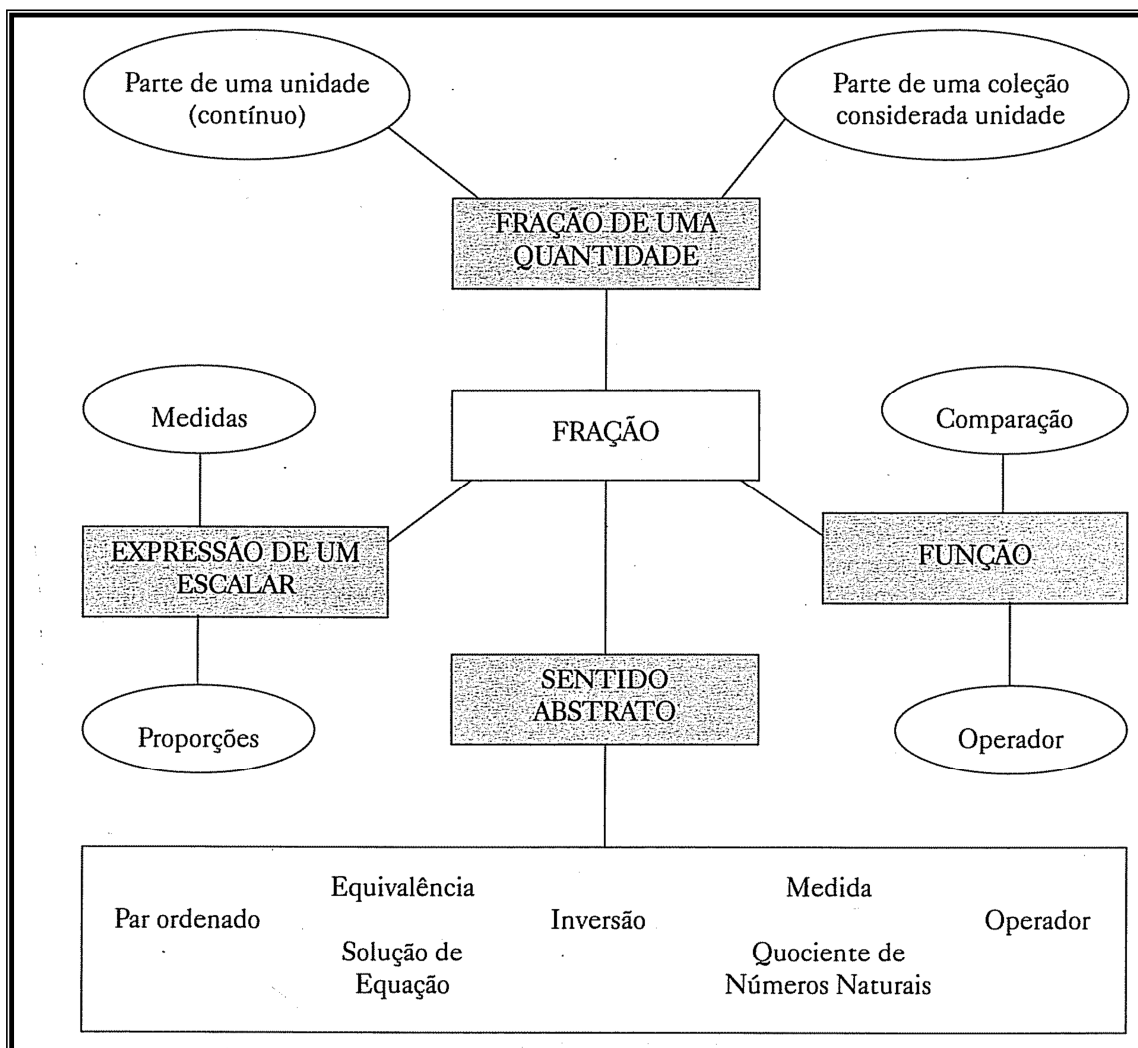 Parte de uma unidade
(contínuo)
Parte de uma coleção
considerada unidade
FRAÇÃO DE UMA
QUANTIDADE
Medidas
FRAÇÃO
Comparação
EXPRESSÃO DE UM
ESCALAR
FUNÇÃO
SENTIDO
ABSTRATO
Proporções
Operador
Equivalência
Medida
Par ordenado
Inversão
Operador
Solução de
Equação
Quociente de
Números Naturais